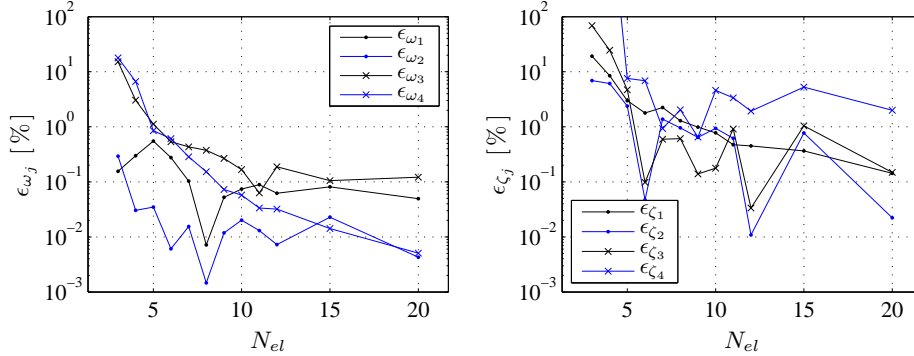 10^2
10^1
10^0
10^{-1}
10^{-2}
10^{-3}
ϵ_{ω_j} [%]
5 10 15 20
N_{el}
ϵ_{ω_1}
ϵ_{ω_2}
ϵ_{ω_3}
ϵ_{ω_4}
10^2
10^1
10^0
10^{-1}
10^{-2}
10^{-3}
ϵ_{ζ_j} [%]
5 10 15 20
N_{el}
ϵ_{ζ_1}
ϵ_{ζ_2}
ϵ_{ζ_3}
ϵ_{ζ_4}